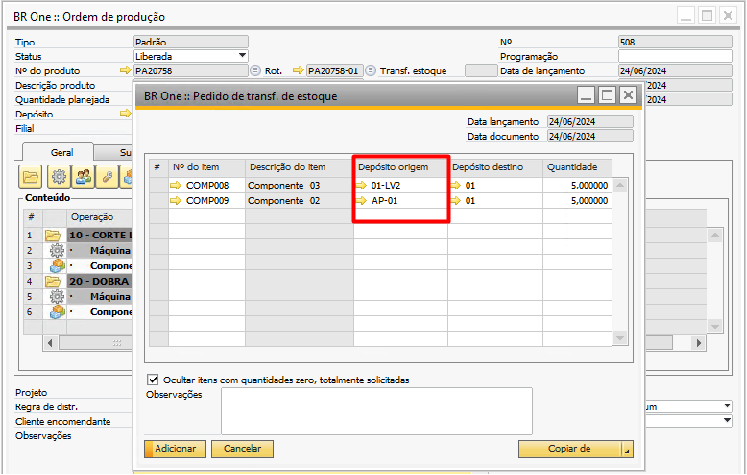 BR One :: Ordem de produção
Tipo Padrão Nº 508
Status Liberada Programação
Nº do produto PA20758 Rot. PA20758-01 Transf. estoque Data de lançamento 24/06/2024
Descrição produto /2024
Quantidade planejada /2024
Depósito
Filial
BR One :: Pedido de transf. de estoque
Data lançamento 24/06/2024
Data documento 24/06/2024
# Nº do item Descrição do item Depósito origem Depósito destino Quantidade
COMP008 Componente 03 01-LV2 01 5,000000
COMP009 Componente 02 AP-01 01 5,000000
Ocultar itens com quantidades zero, totalmente solicitadas
Observações
Adicionar Cancelar Copiar de
Geral Su
Conteúdo
# Operação
1 10 - CORTE L
2 Máquina
3 Compone
4 20 - DOBRA
5 Máquina
6 Compone
Projeto
Regra de distr. um
Cliente encomendante
Observações